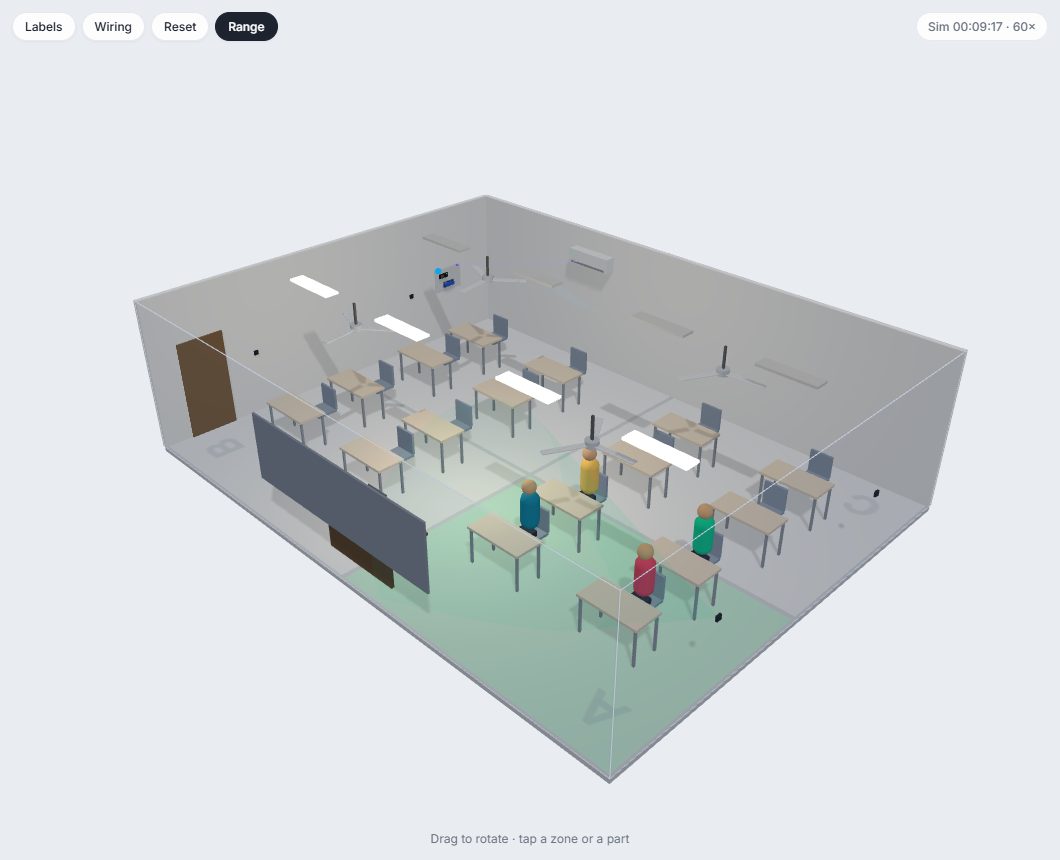 Labels
Wiring
Reset
Range
Sim 00:09:17 · 60×
B
C
A
Drag to rotate · tap a zone or a part